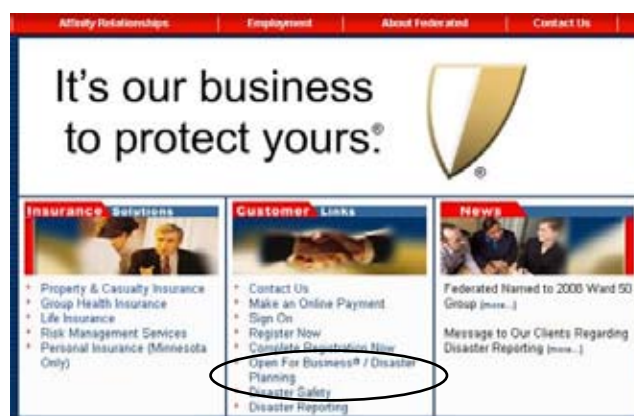 Affinity Relationships
Employment
About Federated
Contact Us
It's our business
to protect yours.®
®
Insurance Solutions
Property & Casualty Insurance
Group Health Insurance
Life Insurance
Risk Management Services
Personal Insurance (Minnesota
Only)
Customer Links
Contact Us
Make an Online Payment
Sign On
Register Now
Complete Registration Now
Open For Business® / Disaster
Planning
Disaster Safety
Disaster Reporting
News
Federated Named to 2008 Ward 50
Group (more...)
Message to Our Clients Regarding
Disaster Reporting (more...)